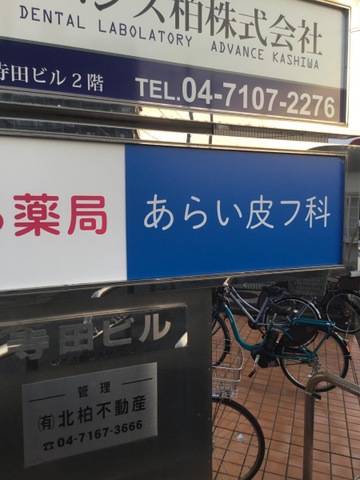 ンス柏株式会社
DENTAL LABOLATORY ADVANCE KASHIWA
寺田ビル2階
TEL.04-7107-2276
薬局
あらい皮フ科
寺田ビル
管理
㈲北柏不動産
☎04-7167-3666